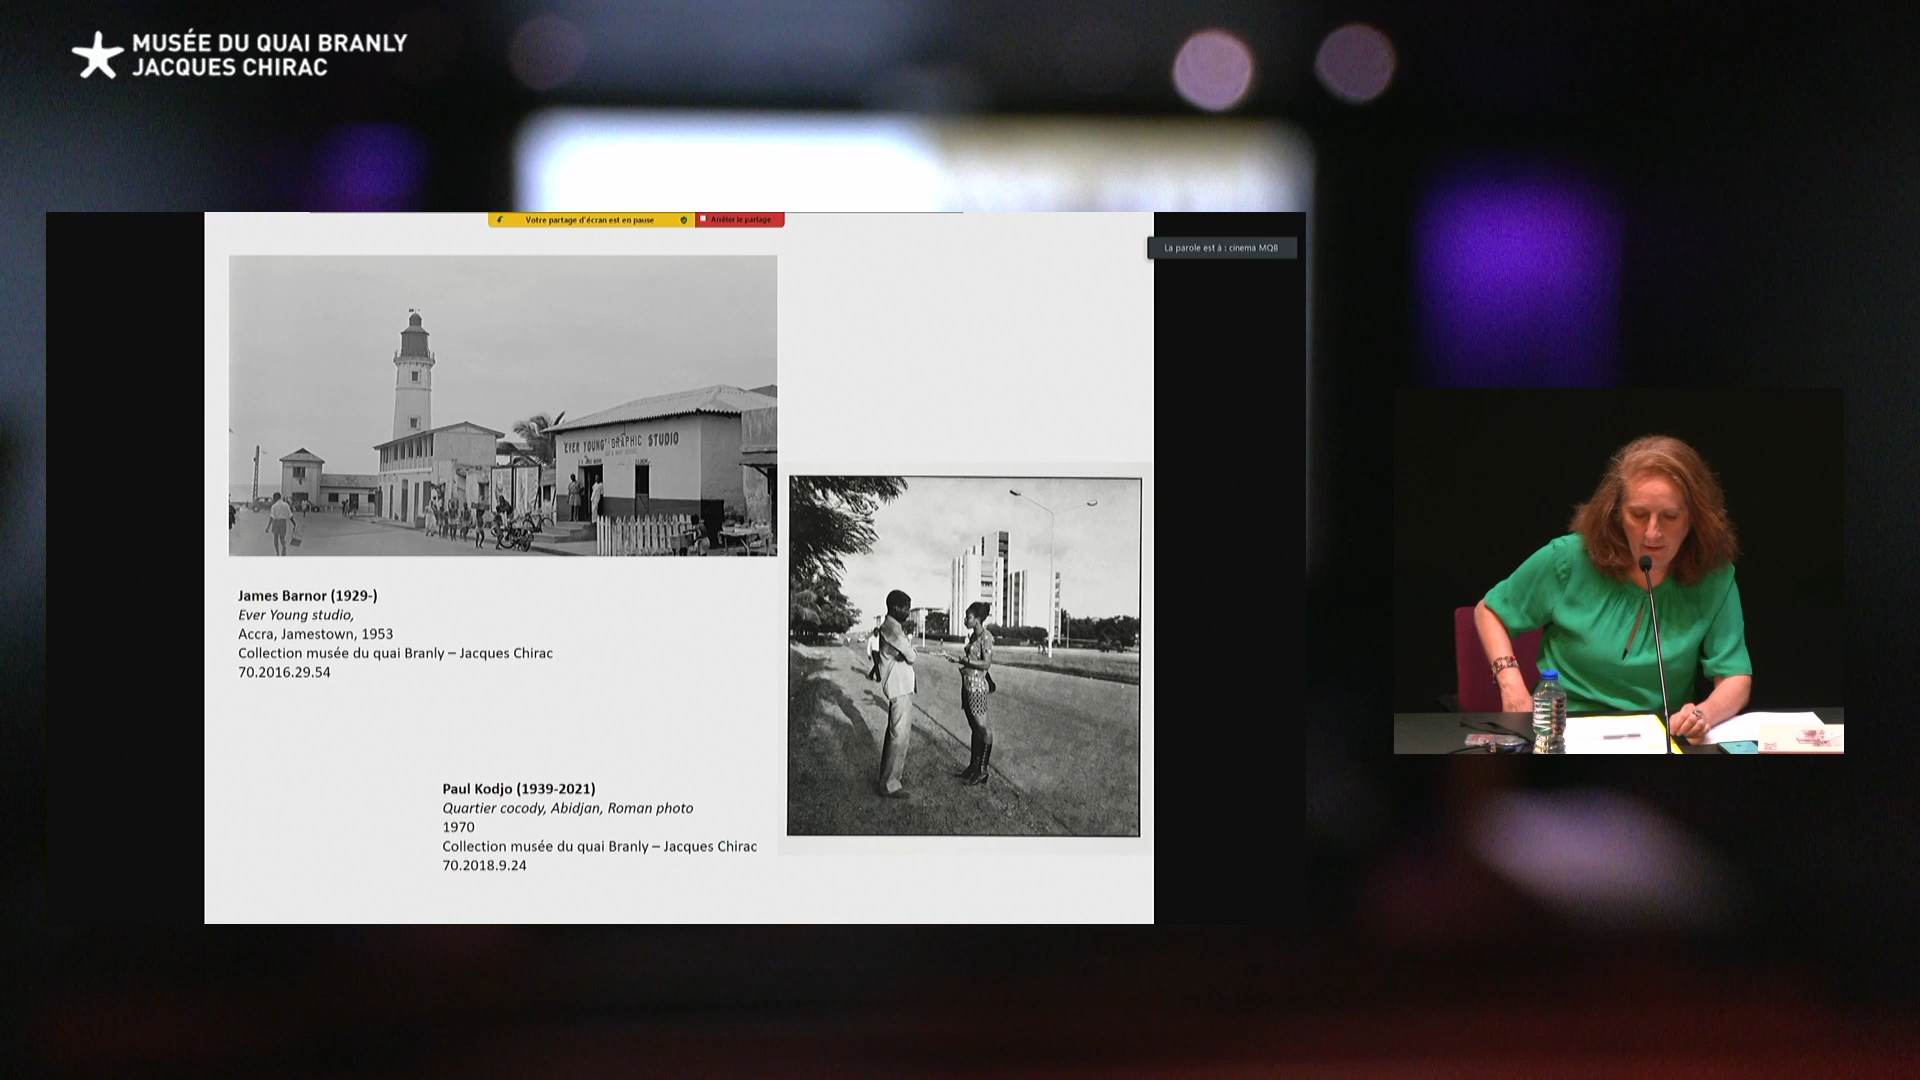 MUSÉE DU QUAI BRANLY
JACQUES CHIRAC
Votre partage d'écran est en pause
Arrêter le partage
La parole est à : cinema MQB
EVER YOUNG GRAPHIC STUDIO
James Barnor (1929-)
Ever Young studio,
Accra, Jamestown, 1953
Collection musée du quai Branly – Jacques Chirac
70.2016.29.54
Paul Kodjo (1939-2021)
Quartier cocody, Abidjan, Roman photo
1970
Collection musée du quai Branly – Jacques Chirac
70.2018.9.24